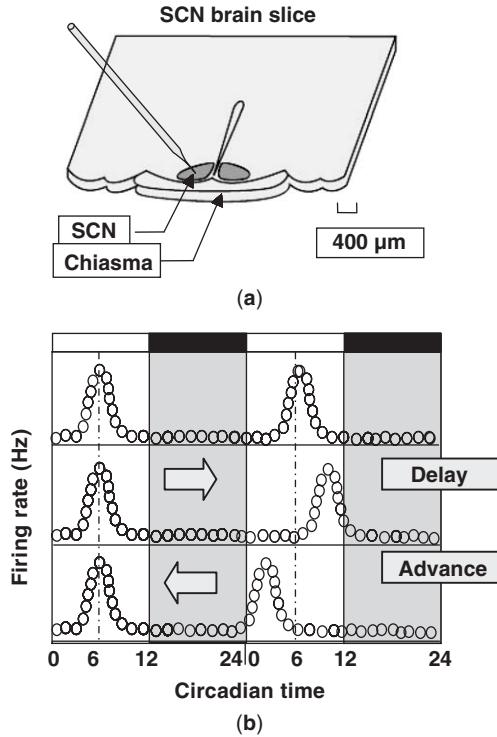 SCN brain slice
SCN
Chiasma
400 μm
(a)
Firing rate (Hz)
Delay
Advance
0 6 12 24 0 6 12 24
Circadian time
(b)